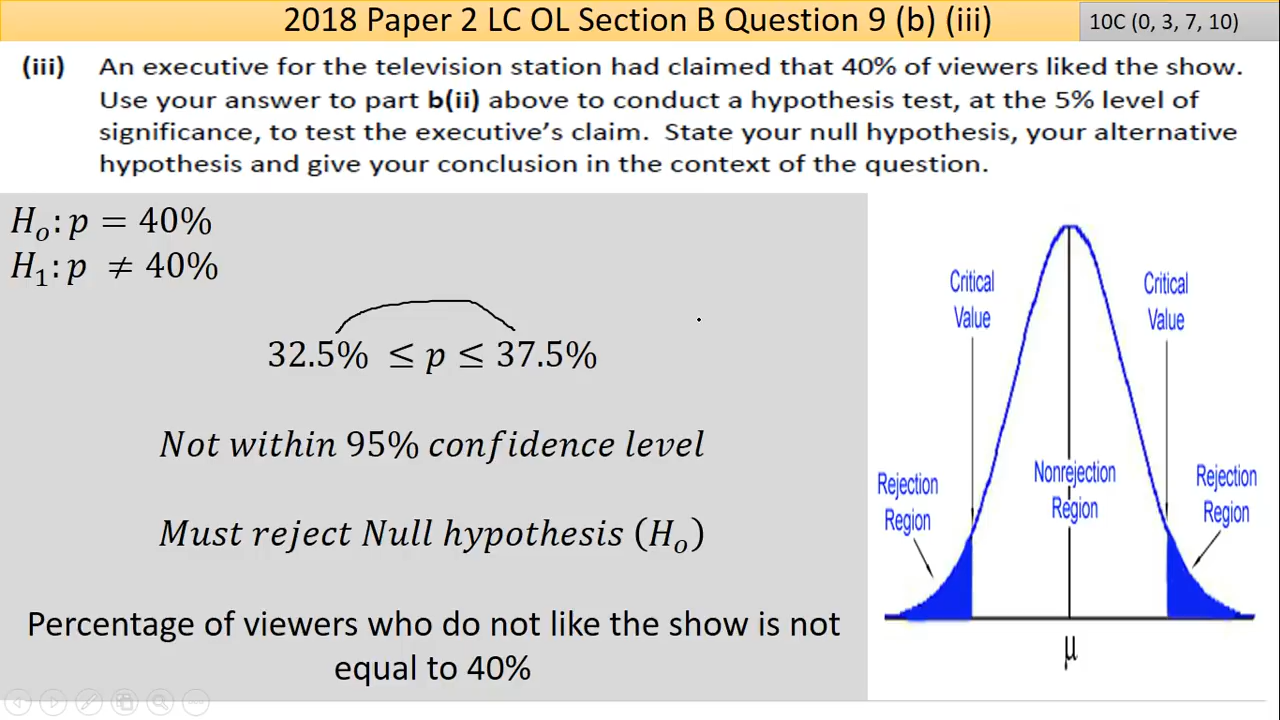 2018 Paper 2 LC OL Section B Question 9 (b) (iii)
10C (0, 3, 7, 10)
(iii) An executive for the television station had claimed that 40% of viewers liked the show.
Use your answer to part b(ii) above to conduct a hypothesis test, at the 5% level of
significance, to test the executive's claim. State your null hypothesis, your alternative
hypothesis and give your conclusion in the context of the question.
Hₒ: p = 40%
H₁: p ≠ 40%
32.5% ≤ p ≤ 37.5%
Not within 95% confidence level
Must reject Null hypothesis (Hₒ)
Percentage of viewers who do not like the show is not
equal to 40%
Critical
Value
Critical
Value
Rejection
Region
Nonrejection
Region
Rejection
Region
μ